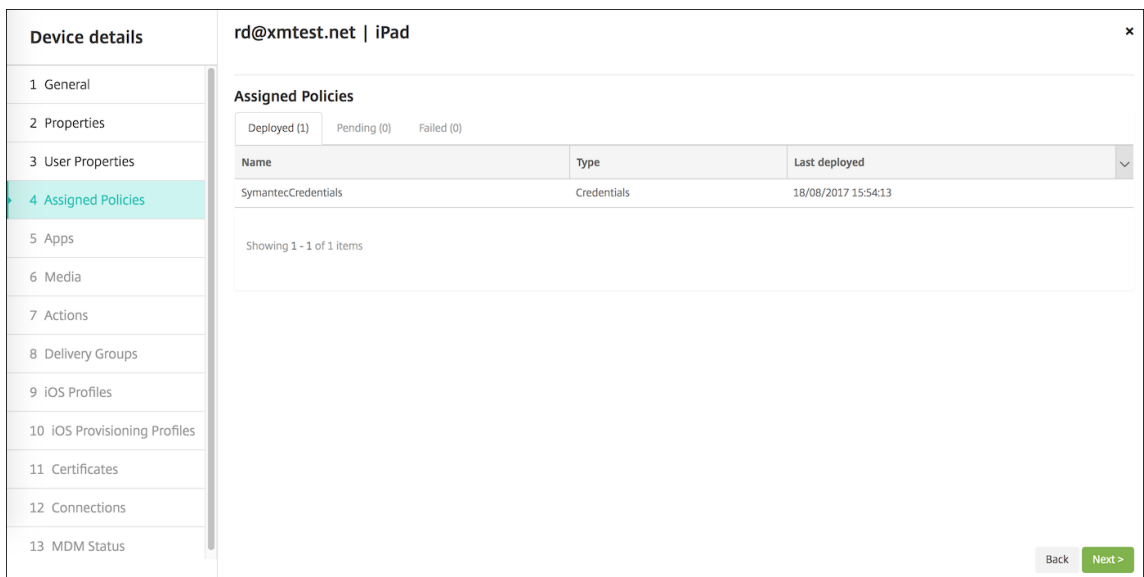 Device details
1 General
2 Properties
3 User Properties
4 Assigned Policies
5 Apps
6 Media
7 Actions
8 Delivery Groups
9 iOS Profiles
10 iOS Provisioning Profiles
11 Certificates
12 Connections
13 MDM Status
rd@xmtest.net | iPad
Assigned Policies
Deployed (1) Pending (0) Failed (0)
Name Type Last deployed
SymantecCredentials Credentials 18/08/2017 15:54:13
Showing 1 - 1 of 1 items
Back Next >